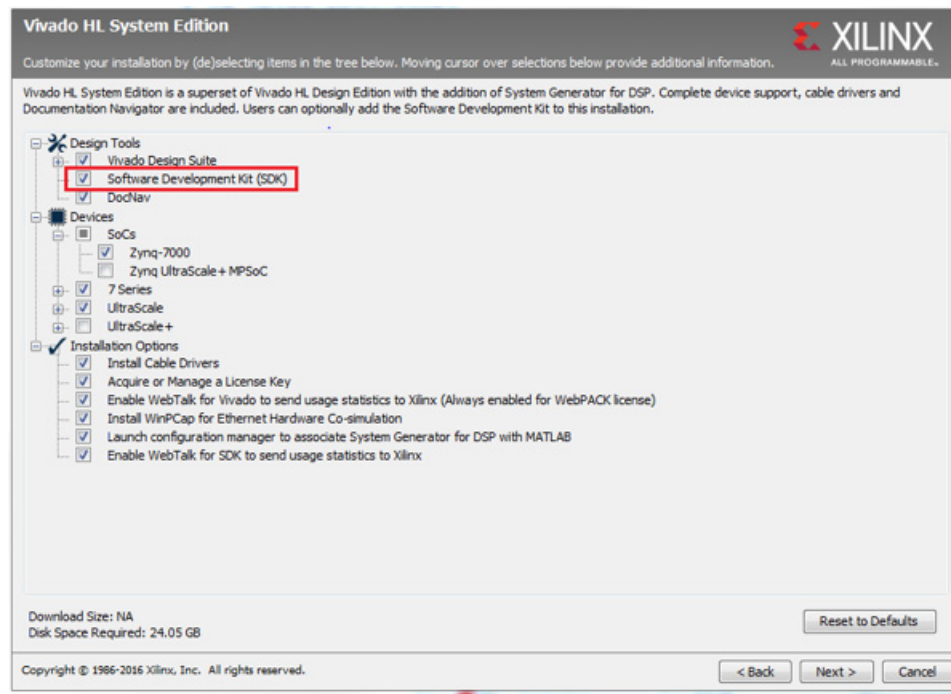 Vivado HL System Edition
XILINX
ALL PROGRAMMABLE.
Customize your installation by (de)selecting items in the tree below. Moving cursor over selections below provide additional information.
Vivado HL System Edition is a superset of Vivado HL Design Edition with the addition of System Generator for DSP. Complete device support, cable drivers and
Documentation Navigator are included. Users can optionally add the Software Development Kit to this installation.
Design Tools
Vivado Design Suite
Software Development Kit (SDK)
DocNav
Devices
SoCs
Zynq-7000
Zynq UltraScale+ MPSoC
7 Series
UltraScale
UltraScale+
Installation Options
Install Cable Drivers
Acquire or Manage a License Key
Enable WebTalk for Vivado to send usage statistics to Xilinx (Always enabled for WebPACK license)
Install WinPCap for Ethernet Hardware Co-simulation
Launch configuration manager to associate System Generator for DSP with MATLAB
Enable WebTalk for SDK to send usage statistics to Xilinx
Download Size: NA
Disk Space Required: 24.05 GB
Reset to Defaults
Copyright © 1986-2016 Xilinx, Inc. All rights reserved.
< Back
Next >
Cancel